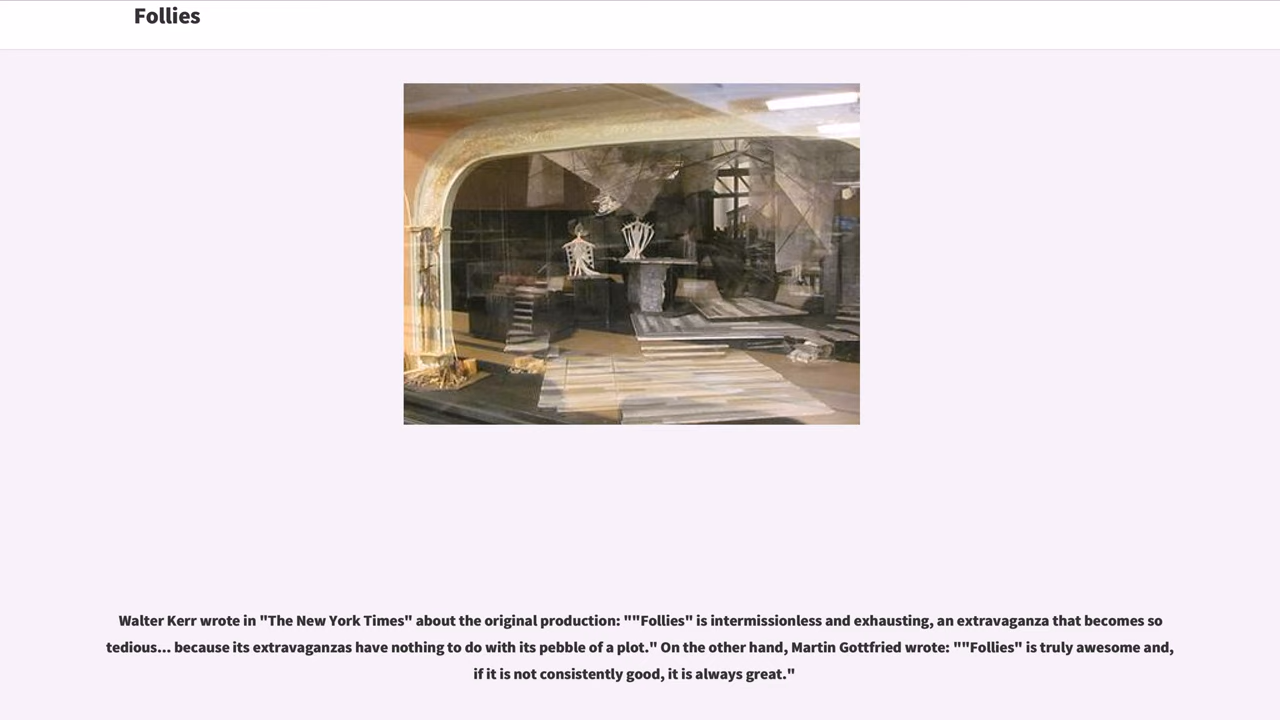 Follies
Walter Kerr wrote in "The New York Times" about the original production: ""Follies" is intermissionless and exhausting, an extravaganza that becomes so
tedious... because its extravaganzas have nothing to do with its pebble of a plot." On the other hand, Martin Gottfried wrote: ""Follies" is truly awesome and,
if it is not consistently good, it is always great."